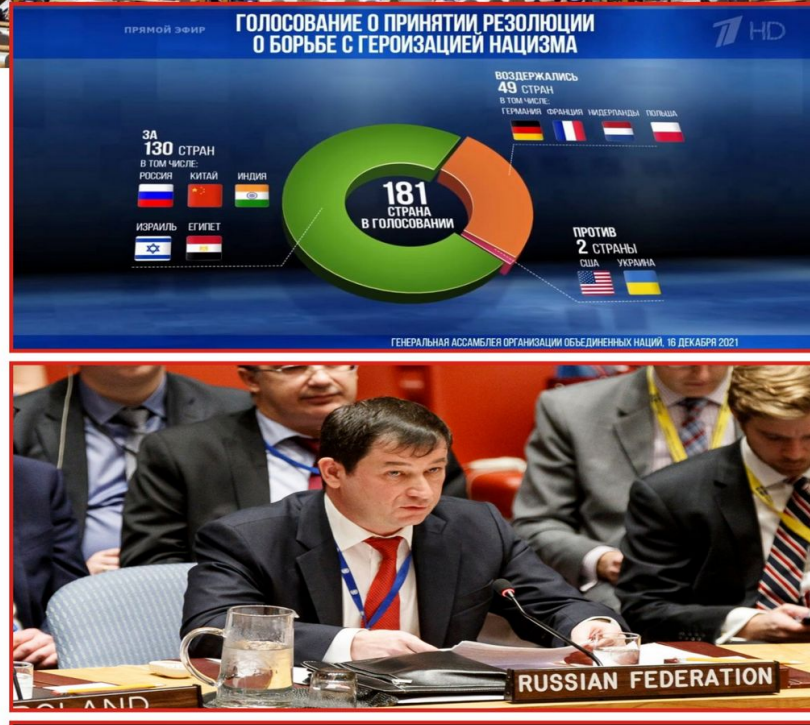 ПРЯМОЙ ЭФИР
ГОЛОСОВАНИЕ О ПРИНЯТИИ РЕЗОЛЮЦИИ
О БОРЬБЕ С ГЕРОИЗАЦИЕЙ НАЦИЗМА
HD
ВОЗДЕРЖАЛИСЬ
49 СТРАН
В ТОМ ЧИСЛЕ:
ГЕРМАНИЯ ФРАНЦИЯ НИДЕРЛАНДЫ ПОЛЬША
ЗА
130 СТРАН
В ТОМ ЧИСЛЕ:
РОССИЯ КИТАЙ ИНДИЯ
ИЗРАИЛЬ ЕГИПЕТ
181
СТРАНА
В ГОЛОСОВАНИИ
ПРОТИВ
2 СТРАНЫ
США УКРАИНА
ГЕНЕРАЛЬНАЯ АССАМБЛЕЯ ОРГАНИЗАЦИИ ОБЪЕДИНЕННЫХ НАЦИЙ, 16 ДЕКАБРЯ 2021
RUSSIAN FEDERATION
OLAND